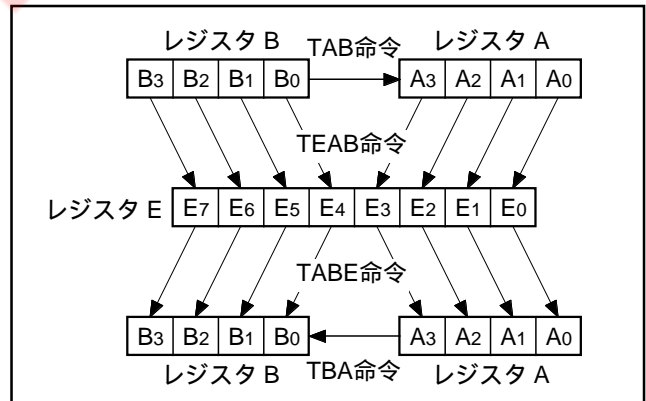 レジスタ B TAB命令 レジスタ A
B3 B2 B1 B0 A3 A2 A1 A0
TEAB命令
レジスタ E E7 E6 E5 E4 E3 E2 E1 E0
TABE命令
B3 B2 B1 B0 A3 A2 A1 A0
レジスタ B TBA命令 レジスタ A